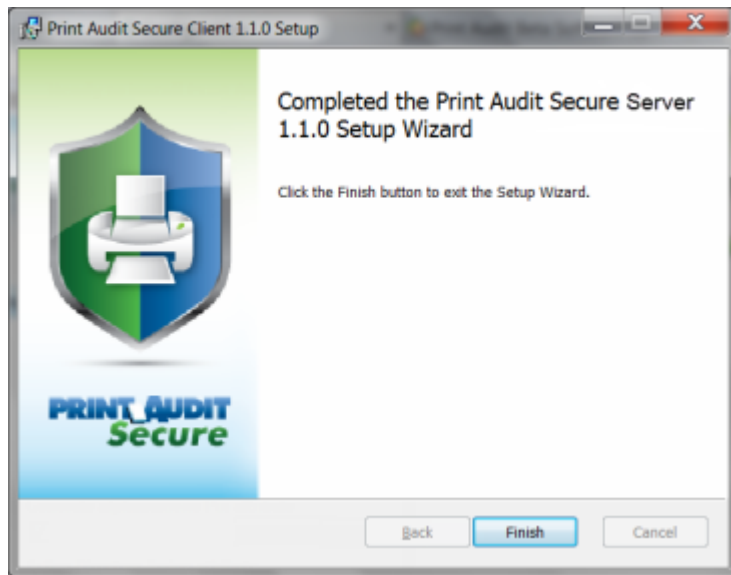 Print Audit Secure Client 1.1.0 Setup
Completed the Print Audit Secure Server
1.1.0 Setup Wizard
Click the Finish button to exit the Setup Wizard.
PRINT AUDIT
Secure
Back
Finish
Cancel